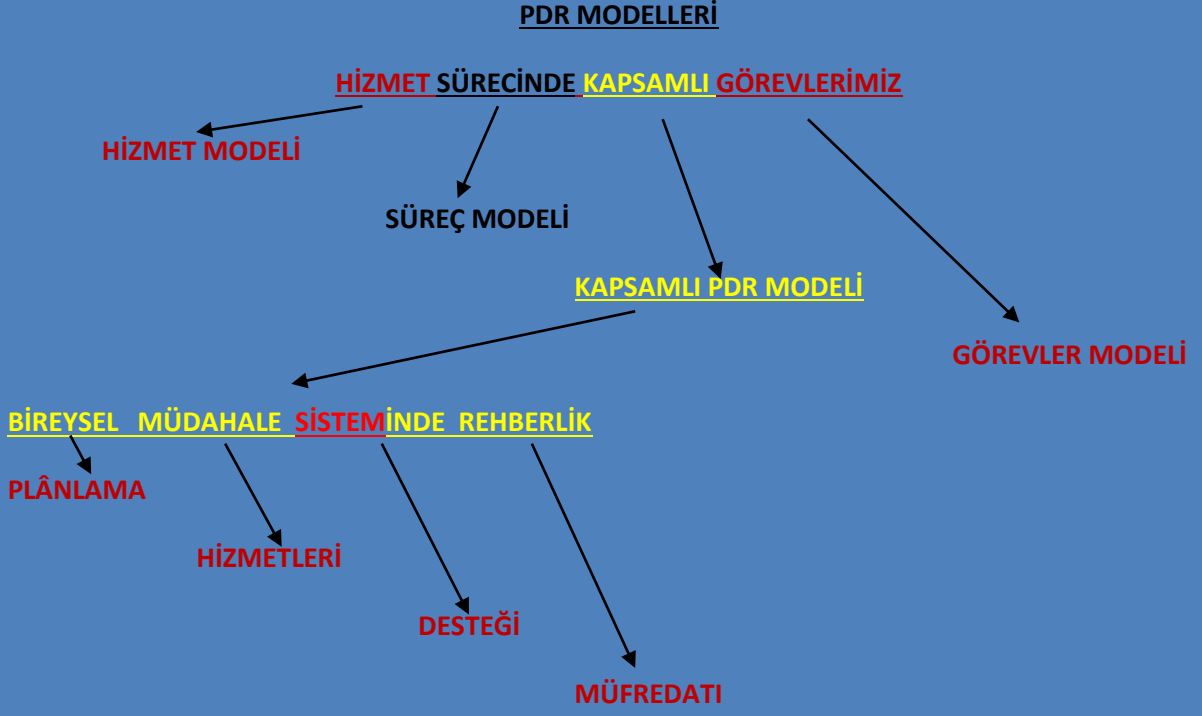 PDR MODELLERİ
HİZMET SÜRECİNDE KAPSAMLI GÖREVLERİMİZ
HİZMET MODELİ
SÜREÇ MODELİ
KAPSAMLI PDR MODELİ
GÖREVLER MODELİ
BİREYSEL MÜDAHALE SİSTEMİNDE REHBERLİK
PLÂNLAMA
HİZMETLERİ
DESTEĞİ
MÜFREDATI